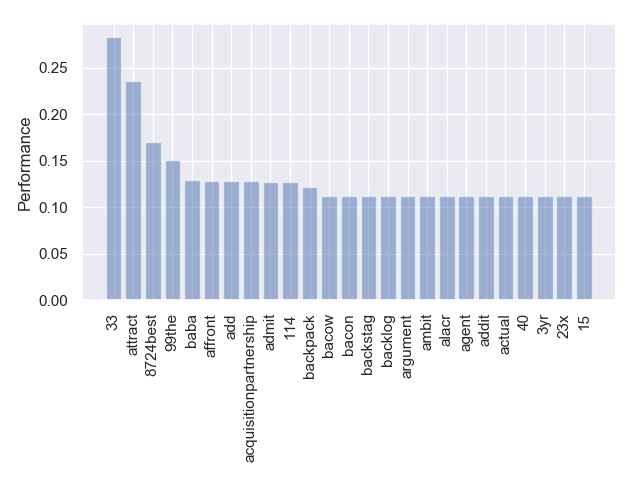 0.25
0.20
0.15
0.10
0.05
0.00
Performance
33
attract
8724best
99the
baba
affront
add
acquisitionpartnership
admit
114
backpack
bacow
bacon
backstag
backlog
argument
ambit
alacr
agent
addit
actual
40
3yr
23x
15